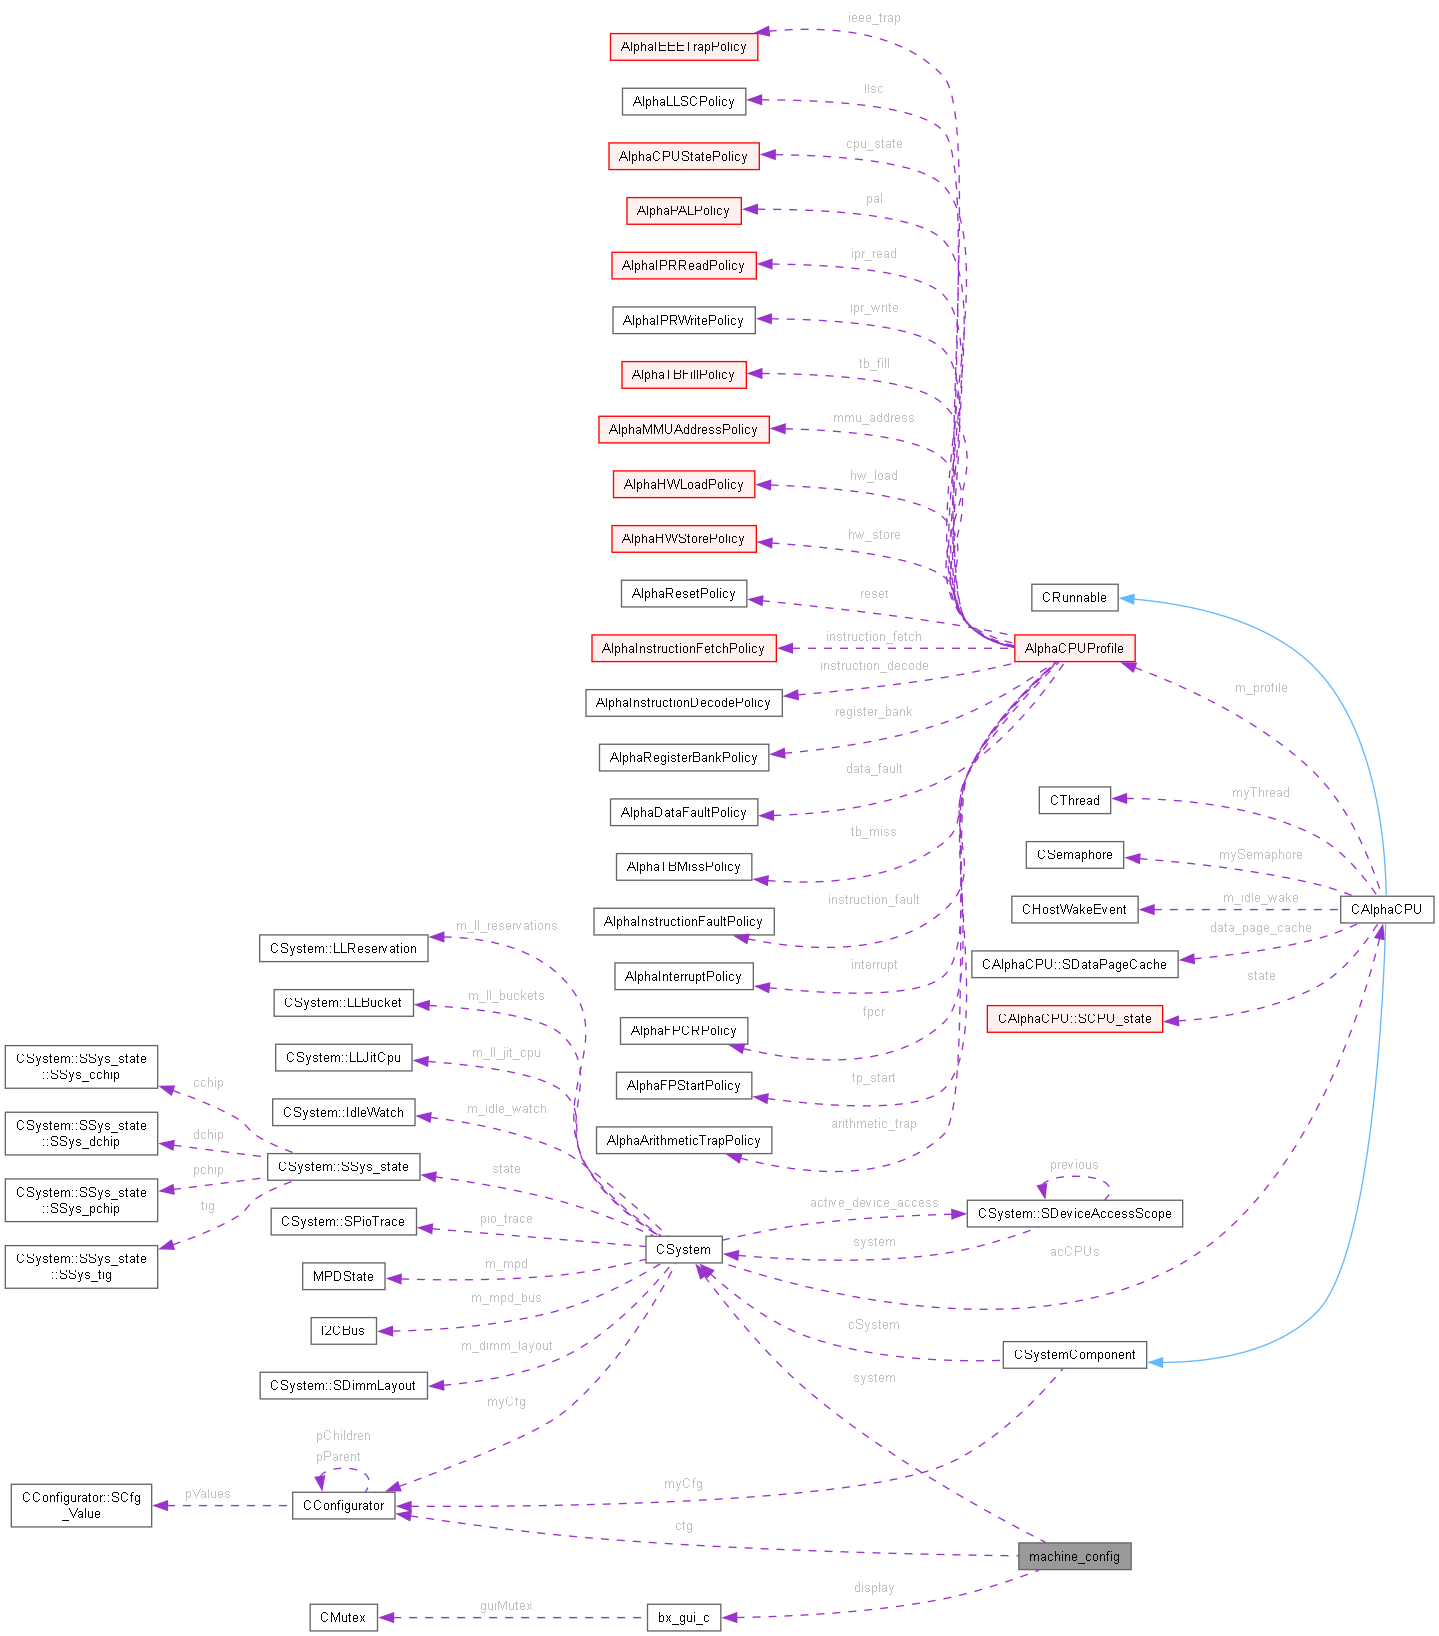 ieee_trap
AlphaIEEETrapPolicy
llsc
AlphaLLSCPolicy
cpu_state
AlphaCPUStatePolicy
pal
AlphaPALPolicy
ipr_read
AlphaIPRReadPolicy
ipr_write
AlphaIPRWritePolicy
tb_fill
AlphaTBFillPolicy
mmu_address
AlphaMMUAddressPolicy
hw_load
AlphaHWLoadPolicy
hw_store
AlphaHWStorePolicy
reset
AlphaResetPolicy
CRunnable
instruction_fetch
AlphaInstructionFetchPolicy
AlphaCPUProfile
instruction_decode
m_profile
AlphaInstructionDecodePolicy
register_bank
AlphaRegisterBankPolicy
data_fault
myThread
CThread
AlphaDataFaultPolicy
tb_miss
mySemaphore
CSemaphore
AlphaTBMissPolicy
instruction_fault
m_idle_wake
CHostWakeEvent
CAlphaCPU
AlphaInstructionFaultPolicy
m_ll_reservations
data_page_cache
CSystem::LLReservation
interrupt
CAlphaCPU::SDataPageCache
AlphaInterruptPolicy
state
m_ll_buckets
CSystem::LLBucket
fpcr
CAlphaCPU::SCPU_state
AlphaFPCRPolicy
m_ll_jit_cpu
CSystem::LLJitCpu
CSystem::SSys_state
::SSys_cchip
cchip
fp_start
AlphaFPStartPolicy
m_idle_watch
CSystem::IdleWatch
arithmetic_trap
CSystem::SSys_state
::SSys_dchip
dchip
AlphaArithmeticTrapPolicy
previous
CSystem::SSys_state
state
pchip
CSystem::SSys_state
::SSys_pchip
active_device_access
tig
CSystem::SPioTrace
pio_trace
CSystem::SDeviceAccessScope
system
CSystem
acCPUs
CSystem::SSys_state
::SSys_tig
m_mpd
MPDState
m_mpd_bus
I2CBus
cSystem
m_dimm_layout
CSystemComponent
system
CSystem::SDimmLayout
myCfg
pChildren
pParent
myCfg
pValues
CConfigurator::SCfg
_Value
CConfigurator
cfg
machine_config
display
guiMutex
CMutex
bx_gui_c